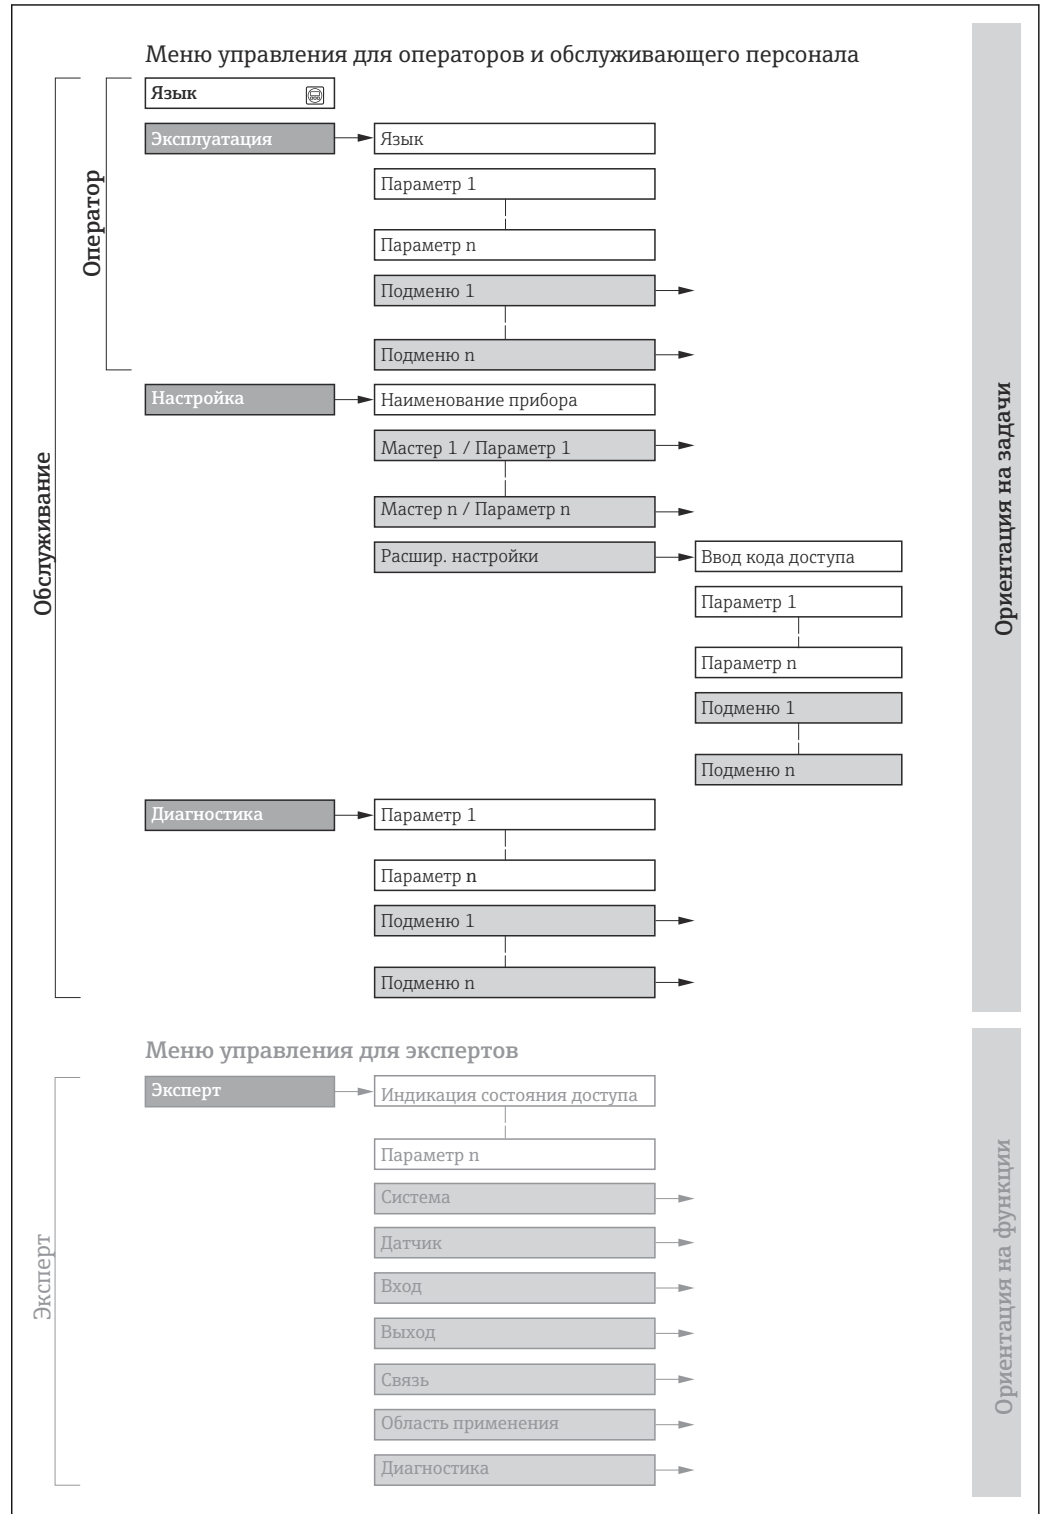 Меню управления для операторов и обслуживающего персонала
Язык
Эксплуатация
Язык
Параметр 1
Параметр n
Подменю 1
Подменю n
Оператор
Настройка
Наименование прибора
Мастер 1 / Параметр 1
Мастер n / Параметр n
Расшир. настройки
Ввод кода доступа
Параметр 1
Параметр n
Подменю 1
Подменю n
Диагностика
Параметр 1
Параметр n
Подменю 1
Подменю n
Обслуживание
Ориентация на задачи
Меню управления для экспертов
Эксперт
Индикация состояния доступа
Параметр n
Система
Датчик
Вход
Выход
Связь
Область применения
Диагностика
Эксперт
Ориентация на функции